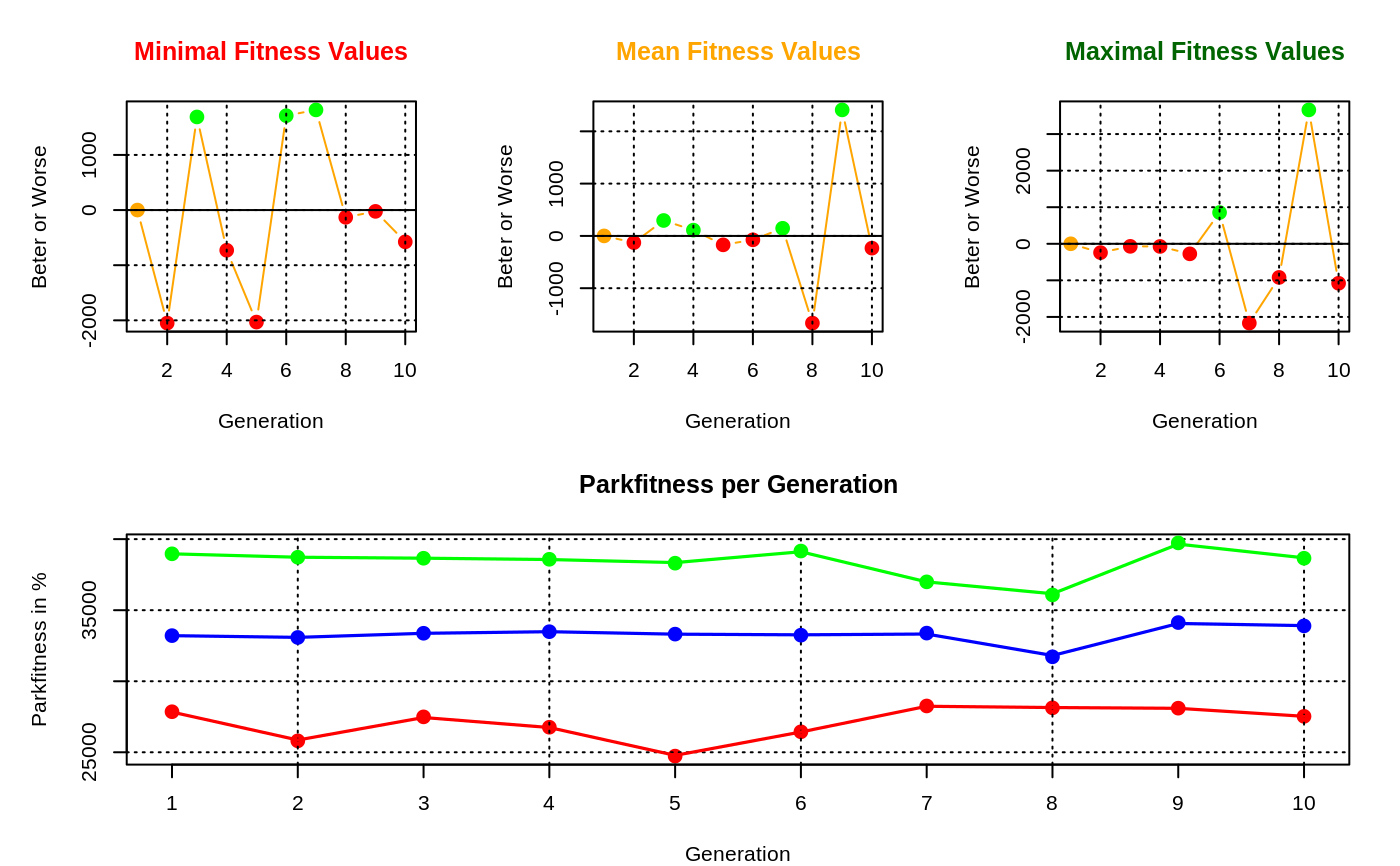 Minimal Fitness Values
Beter or Worse
-2000 0 1000
2 4 6 8 10
Generation
Mean Fitness Values
Beter or Worse
-1000 0 1000
2 4 6 8 10
Generation
Maximal Fitness Values
Beter or Worse
-2000 0 2000
2 4 6 8 10
Generation
Parkfitness per Generation
Parkfitness in %
25000 35000
1 2 3 4 5 6 7 8 9 10
Generation